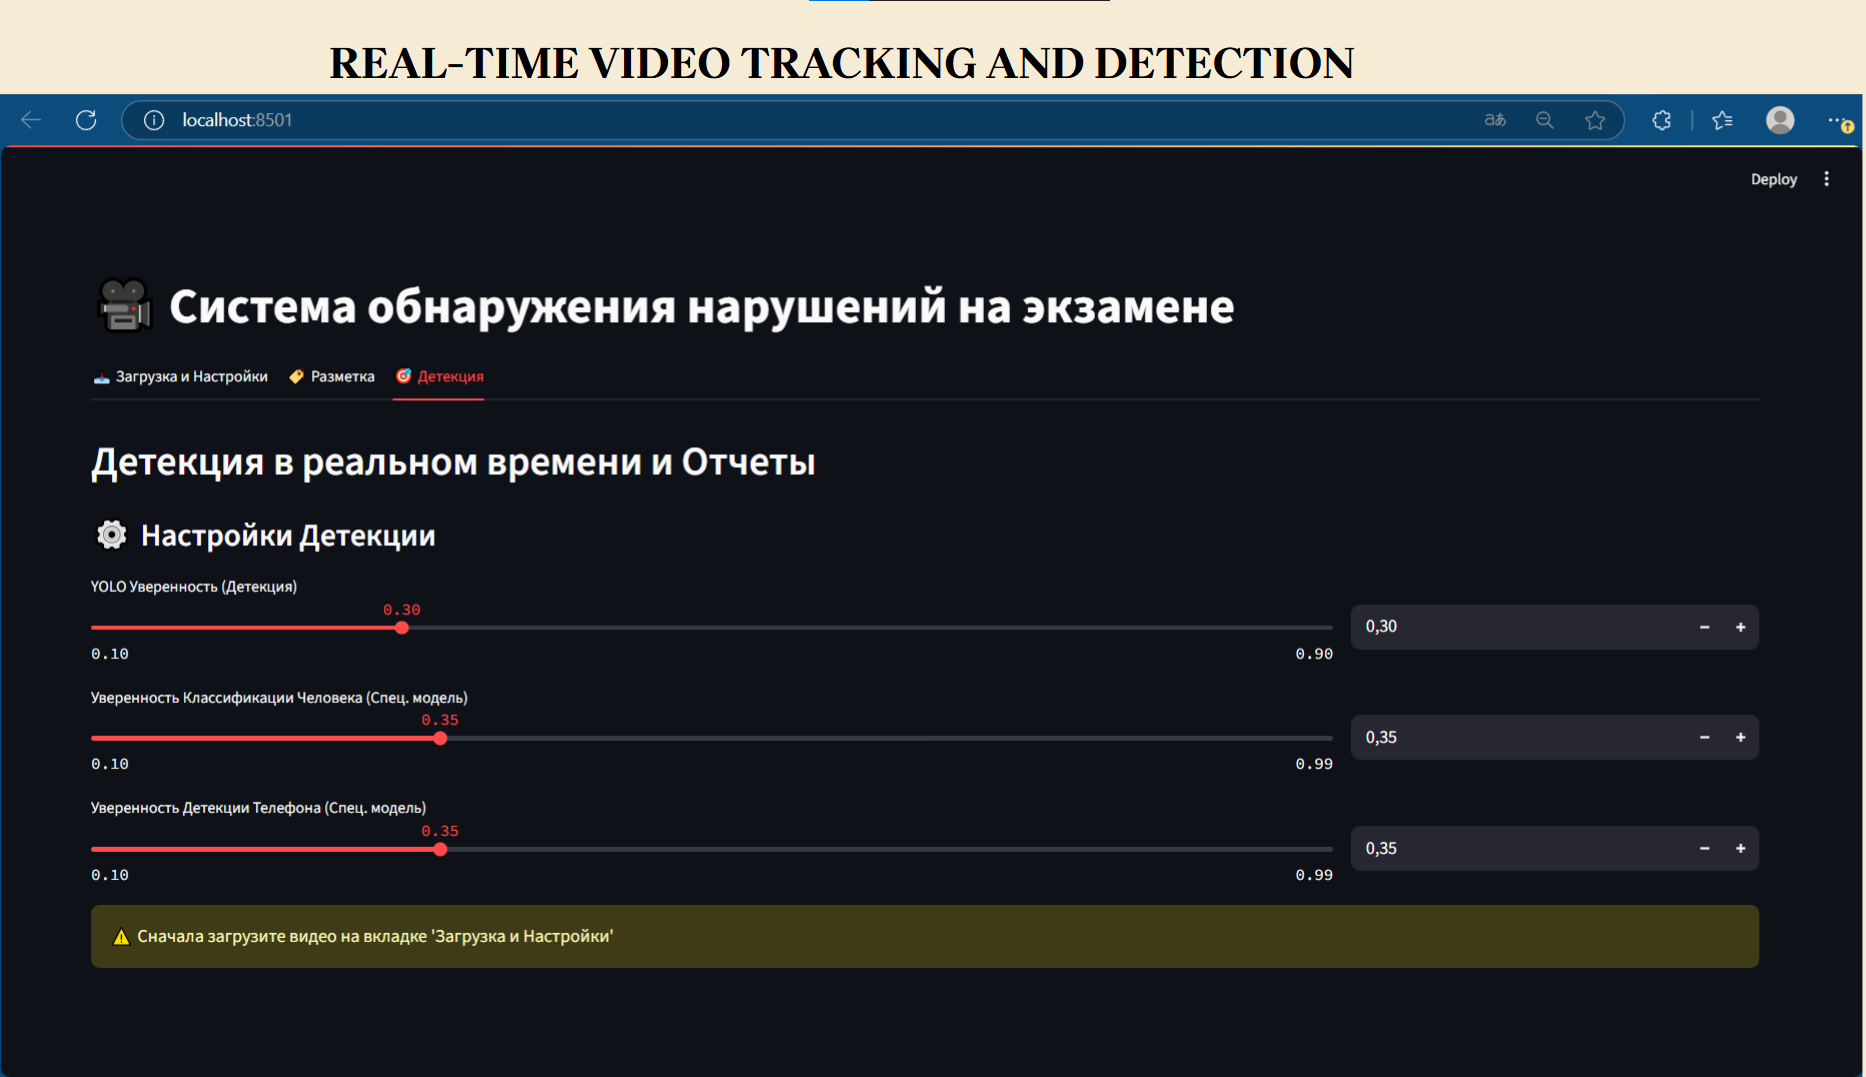 REAL-TIME VIDEO TRACKING AND DETECTION
localhost:8501
aあ
Deploy
Система обнаружения нарушений на экзамене
Загрузка и Настройки Разметка Детекция
Детекция в реальном времени и Отчеты
Настройки Детекции
YOLO Уверенность (Детекция)
0.30
0,30
0.10 0.90
Уверенность Классификации Человека (Спец. модель)
0.35
0,35
0.10 0.99
Уверенность Детекции Телефона (Спец. модель)
0.35
0,35
0.10 0.99
Сначала загрузите видео на вкладке 'Загрузка и Настройки'